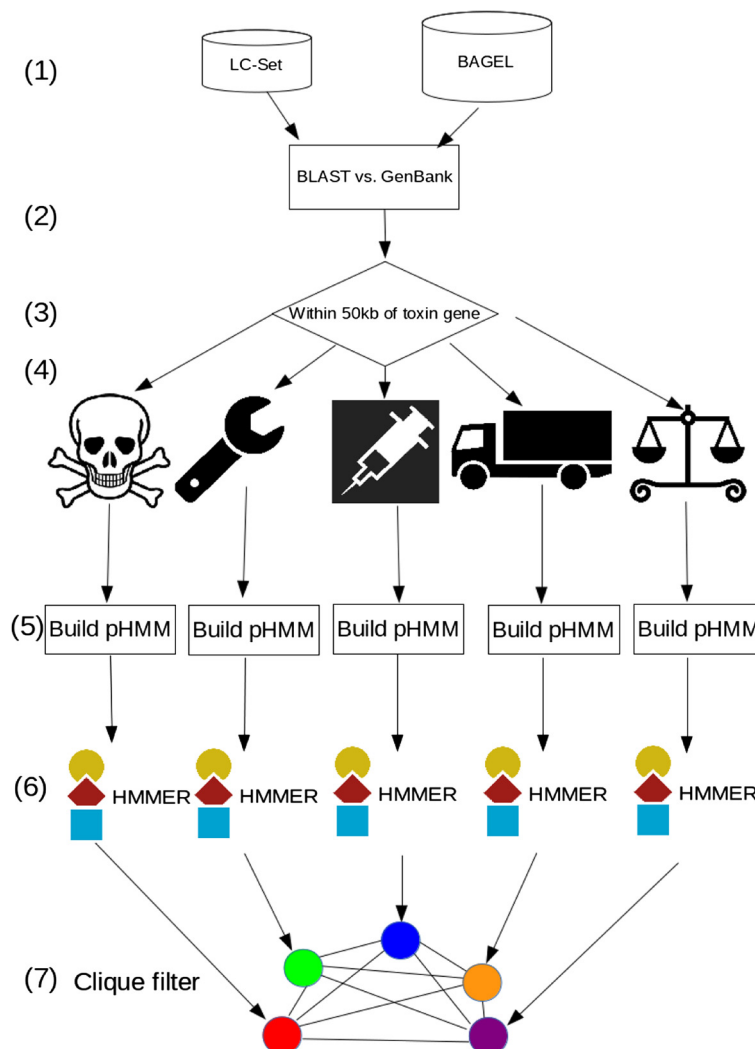 (1)
LC-Set
BAGEL
BLAST vs. GenBank
(2)
(3)
Within 50kb of toxin gene
(4)
(5)
Build pHMM
Build pHMM
Build pHMM
Build pHMM
Build pHMM
(6)
HMMER
HMMER
HMMER
HMMER
HMMER
(7)
Clique filter